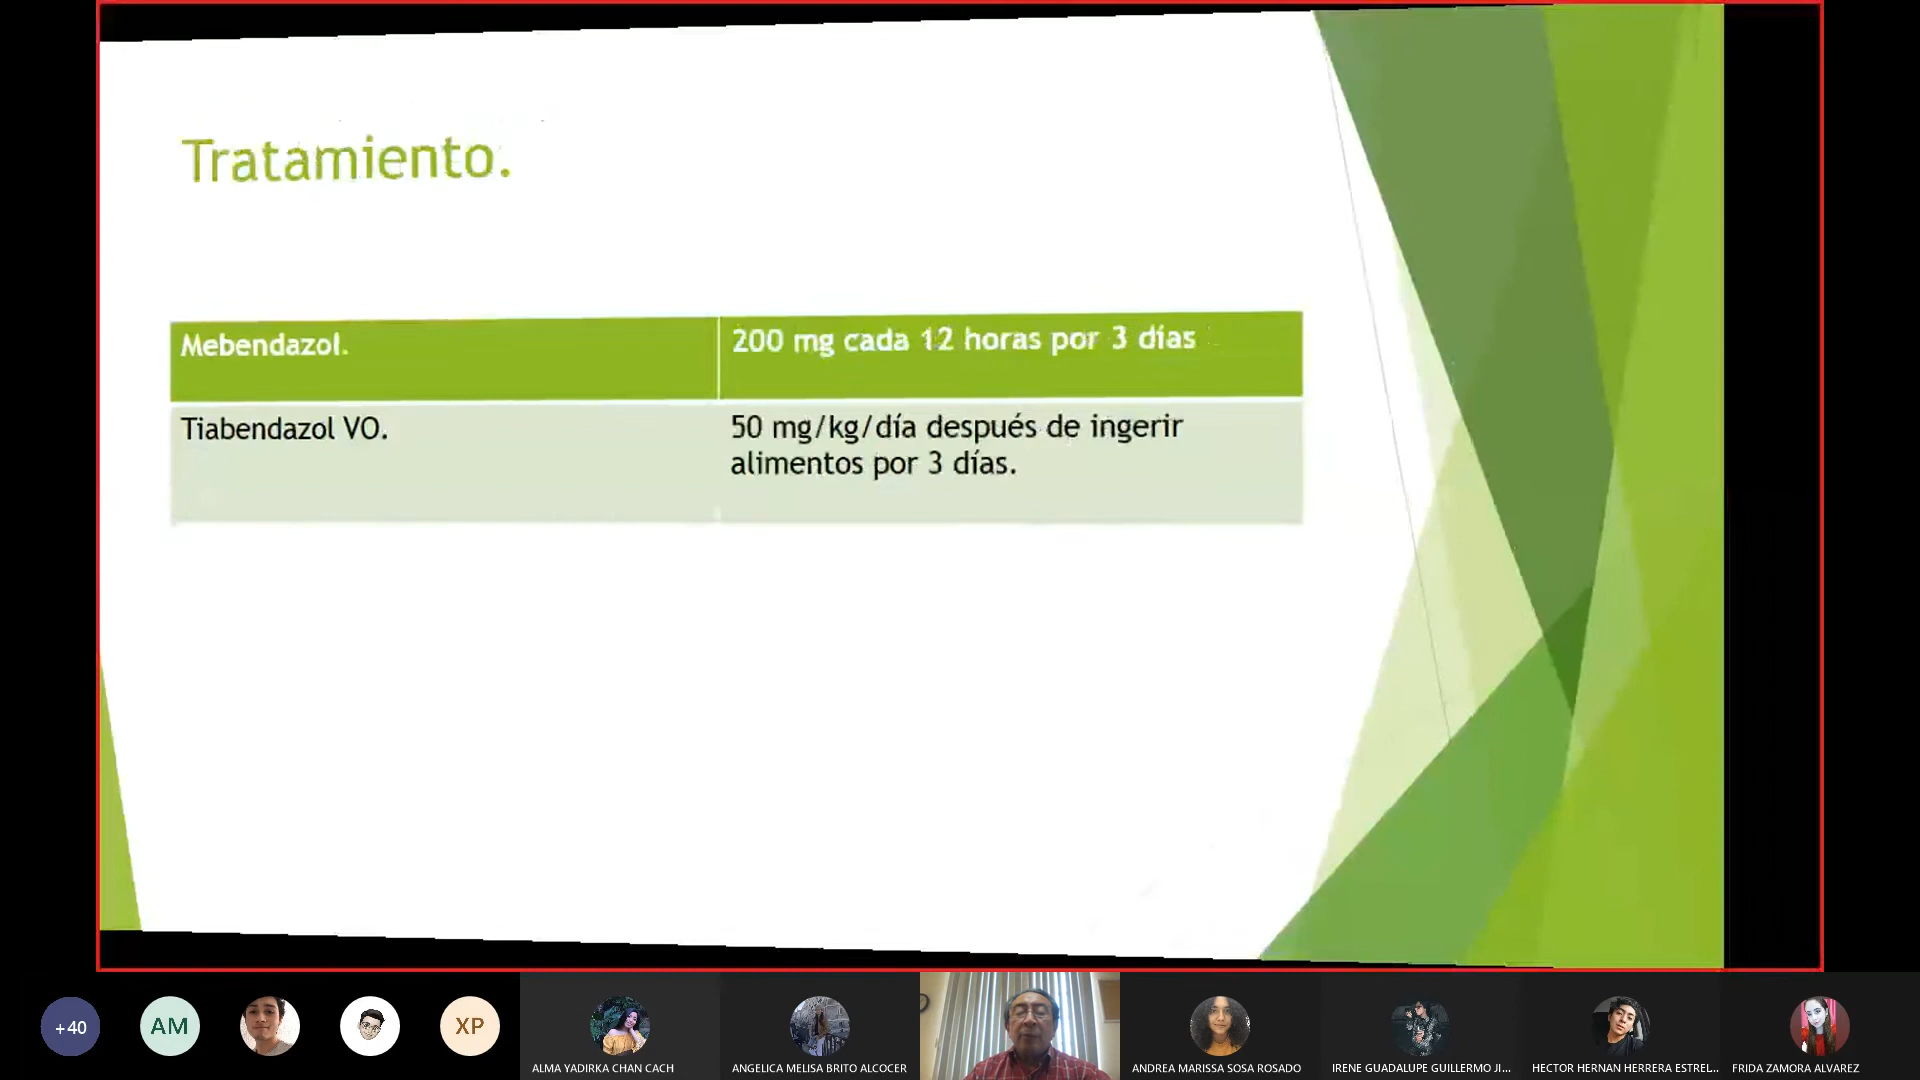 Tratamiento.
Mebendazol.
200 mg cada 12 horas por 3 días
Tiabendazol VO.
50 mg/kg/día después de ingerir
alimentos por 3 días.
+40
AM
XP
ALMA YADIRKA CHAN CACH
ANGELICA MELISA BRITO ALCOCER
ANDREA MARISSA SOSA ROSADO
IRENE GUADALUPE GUILLERMO JI...
HECTOR HERNAN HERRERA ESTREL...
FRIDA ZAMORA ALVAREZ